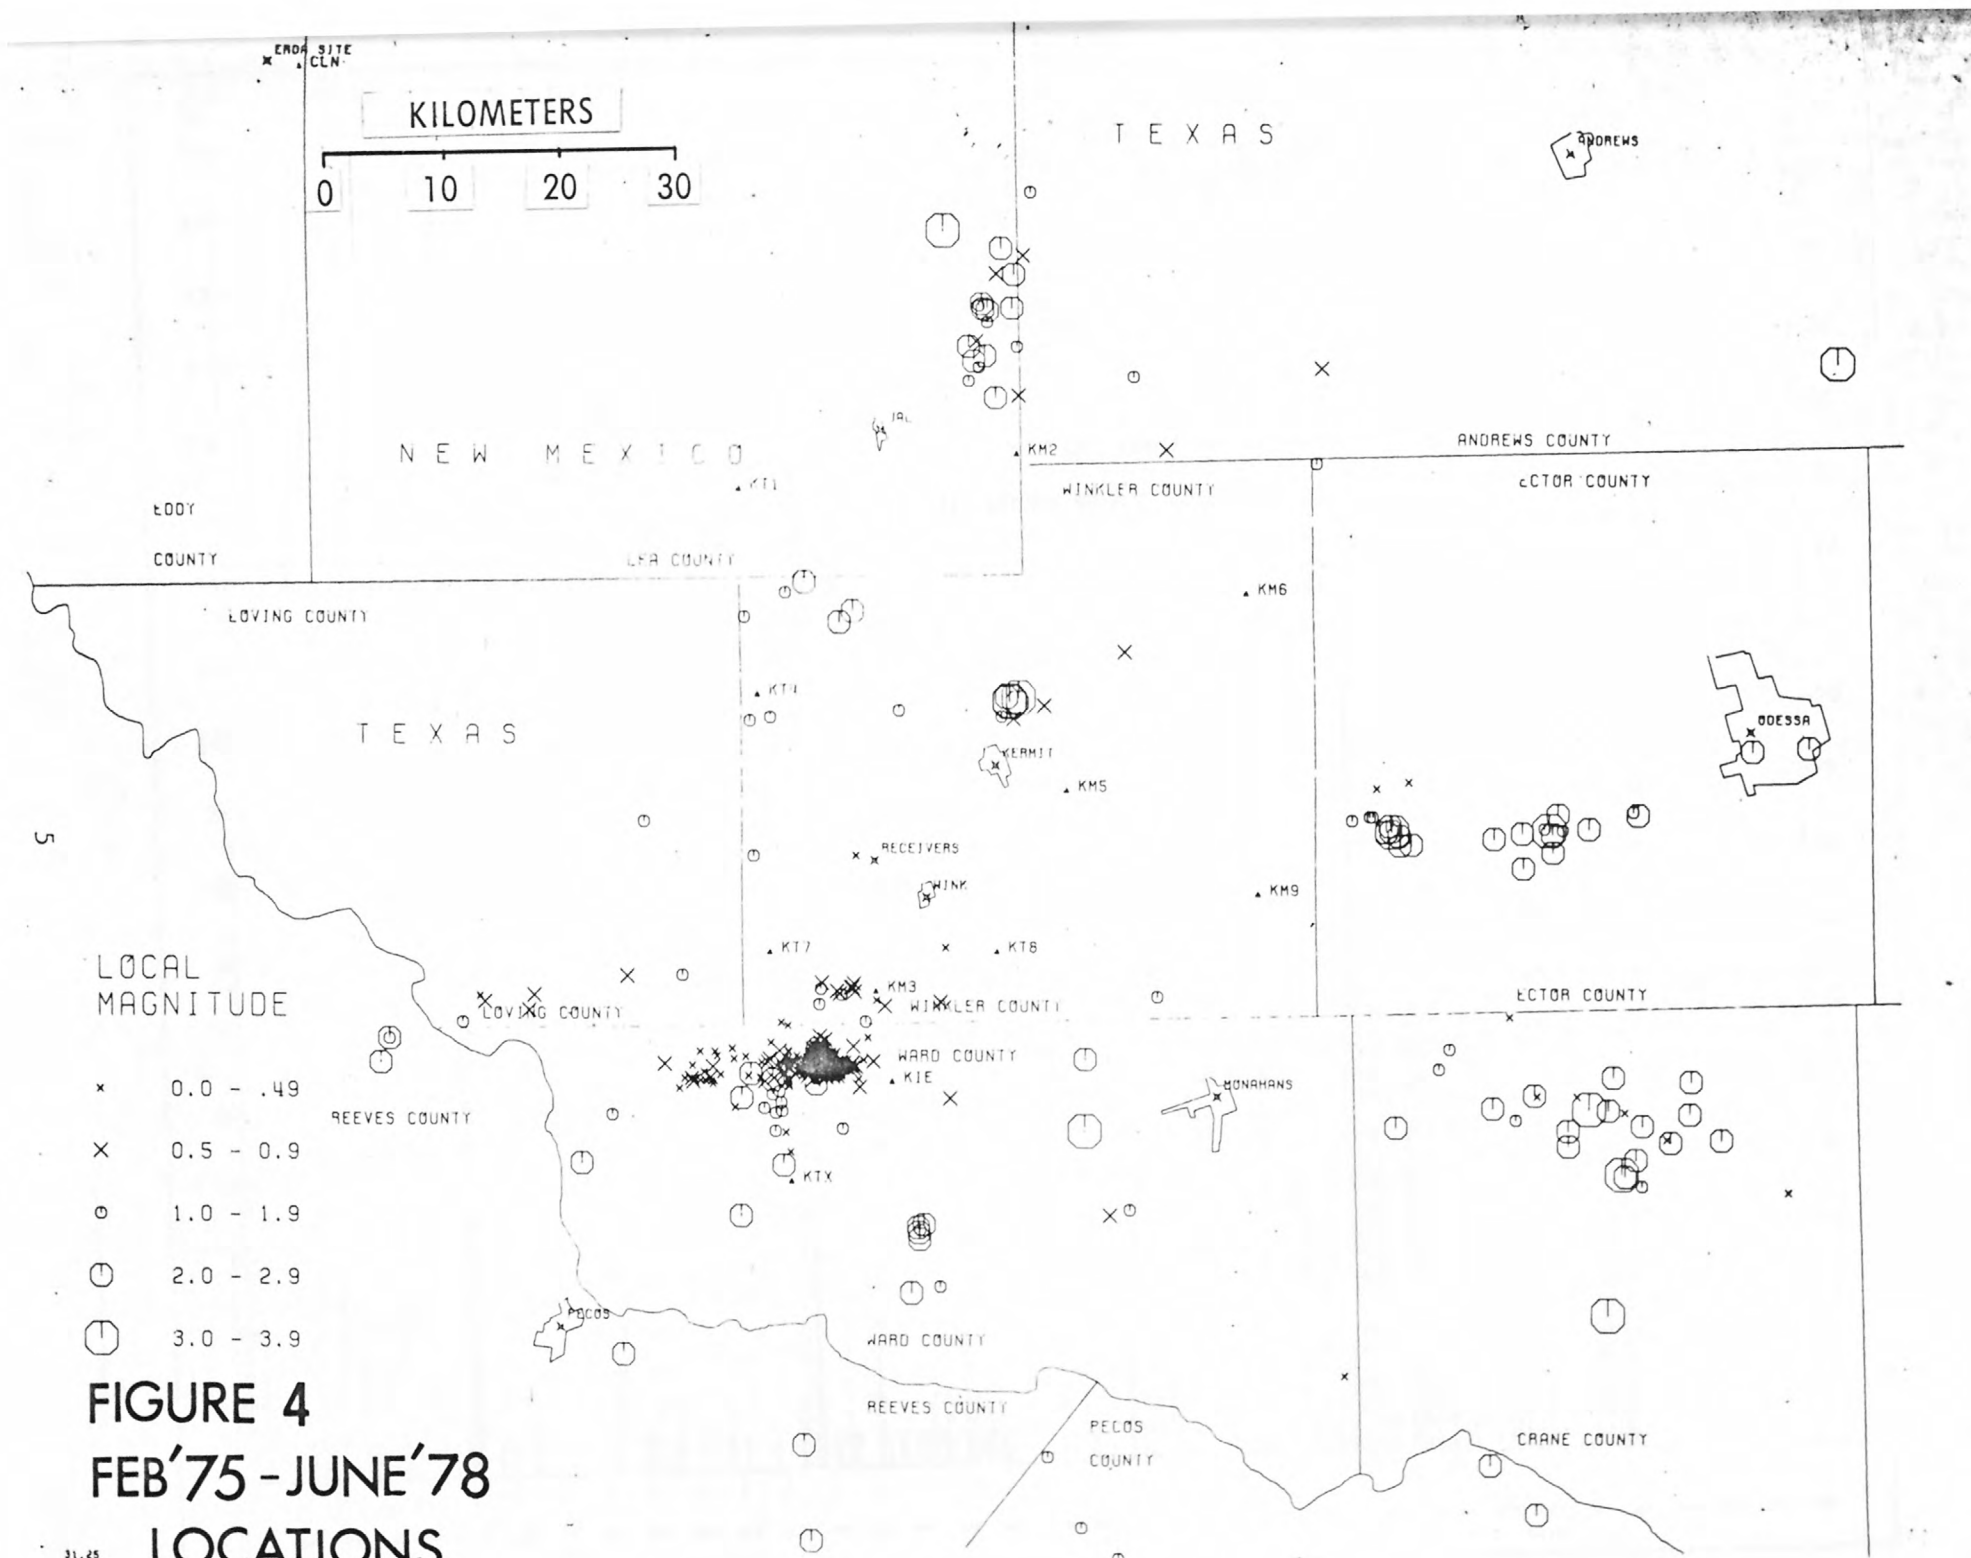 ERDA SITE
CLN
KILOMETERS
0 10 20 30
TEXAS
ANDREWS
JAL
NEW MEXICO
KM2
ANDREWS COUNTY
KT1
WINKLER COUNTY
ECTOR COUNTY
EDDY
COUNTY
LEA COUNTY
KM6
LOVING COUNTY
KT4
TEXAS
ODESSA
KERMIT
KM5
5
RECEIVERS
WINK
KM9
KT7
KT8
LOCAL
MAGNITUDE
KM3
LOVING COUNTY
WINKLER COUNTY
ECTOR COUNTY
WARD COUNTY
KIE
MONAHANS
0.0 - .49
REEVES COUNTY
0.5 - 0.9
KTX
1.0 - 1.9
2.0 - 2.9
PECOS
3.0 - 3.9
WARD COUNTY
FIGURE 4
REEVES COUNTY
PECOS
COUNTY
CRANE COUNTY
FEB'75 - JUNE'78
LOCATIONS
31.25